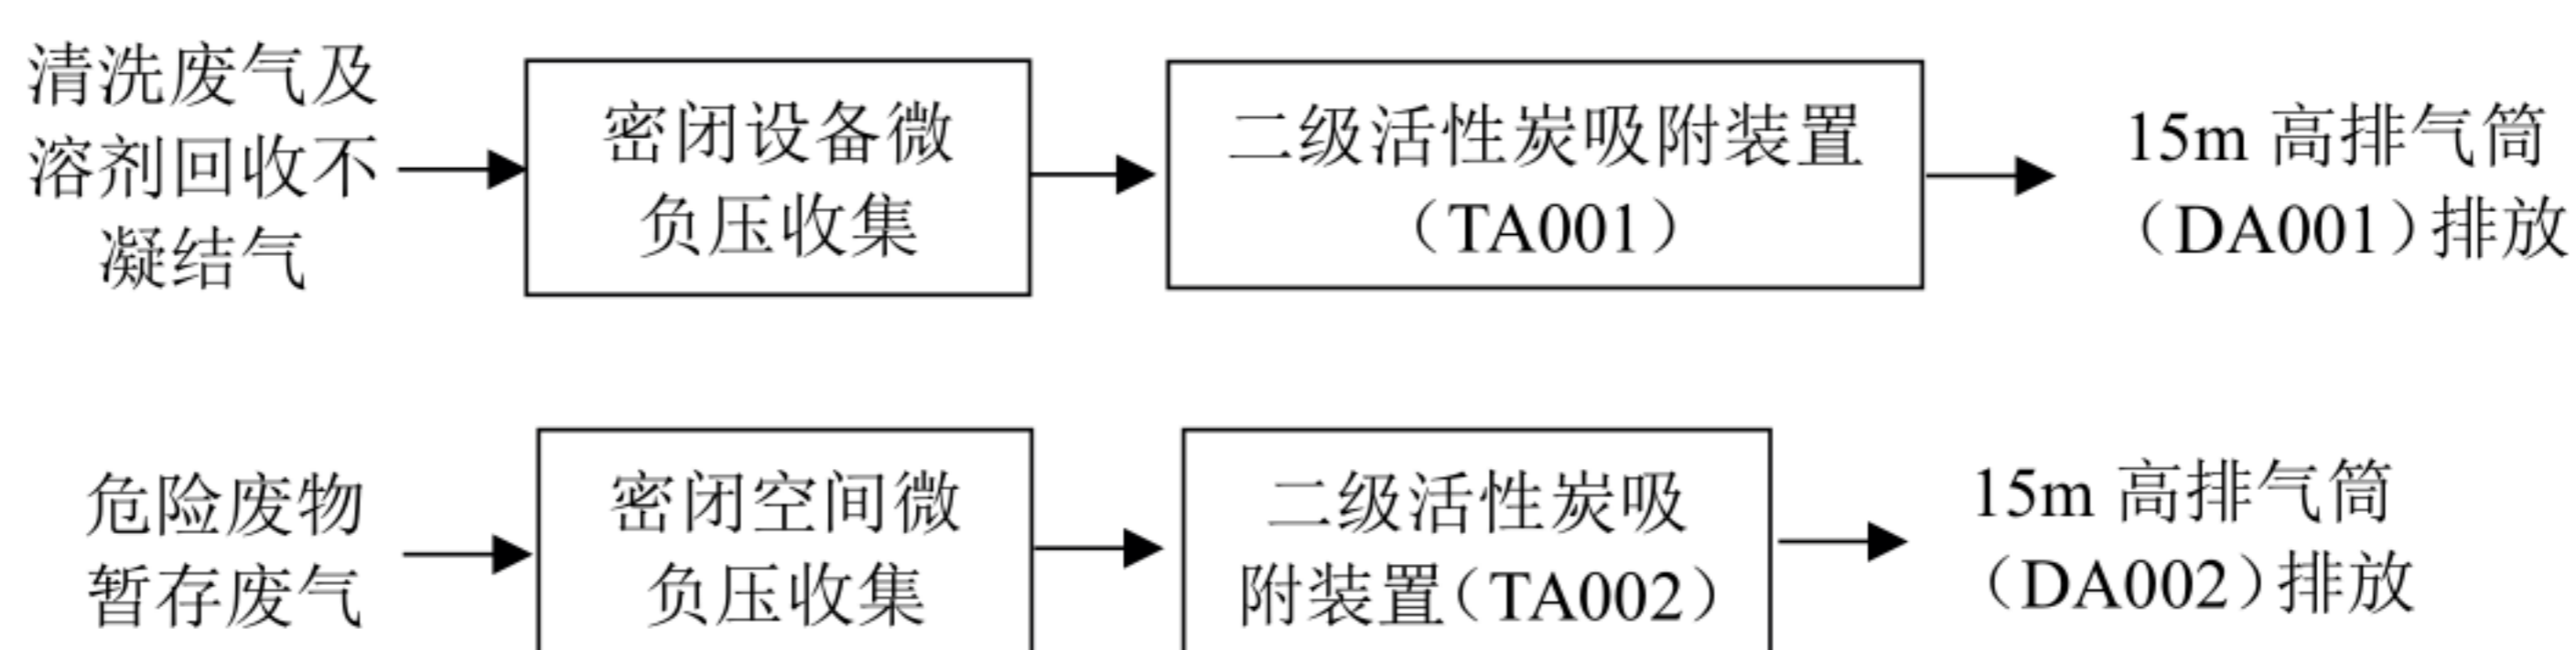 清洗废气及
溶剂回收不
凝结气
密闭设备微
负压收集
二级活性炭吸附装置
（TA001）
15m 高排气筒
（DA001）排放
危险废物
暂存废气
密闭空间微
负压收集
二级活性炭吸
附装置（TA002）
15m 高排气筒
（DA002）排放